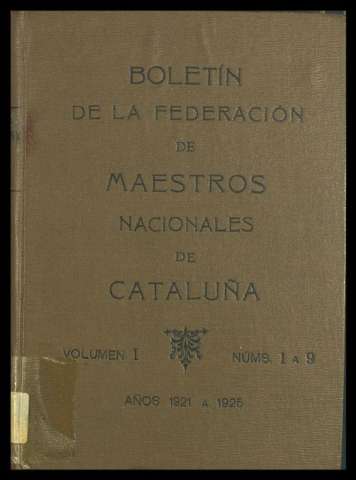 BOLETÍN
DE LA FEDERACIÓN
DE
MAESTROS
NACIONALES
DE
CATALUÑA
VOLUMEN I NÚMS. 1 A 9
AÑOS 1921 A 1925